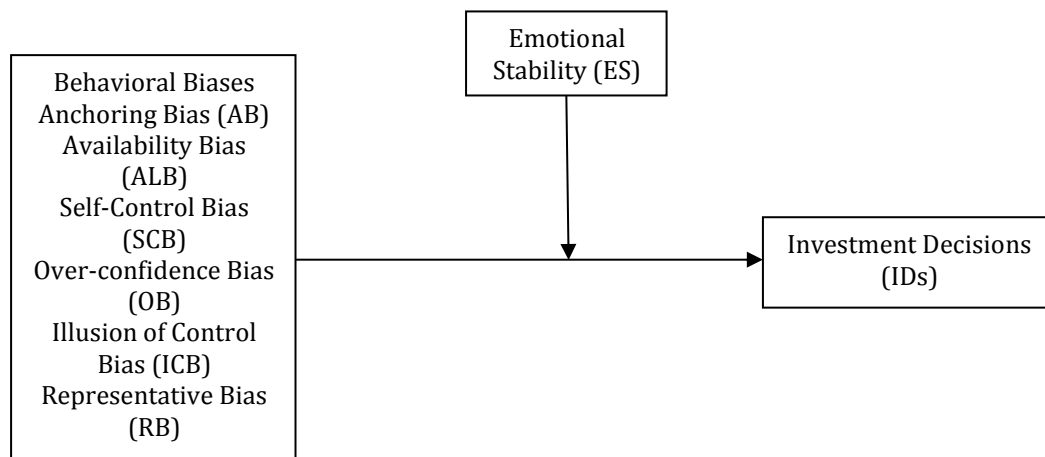 Emotional
Stability (ES)
Behavioral Biases
Anchoring Bias (AB)
Availability Bias
(ALB)
Self-Control Bias
(SCB)
Over-confidence Bias
(OB)
Illusion of Control
Bias (ICB)
Representative Bias
(RB)
Investment Decisions
(IDs)